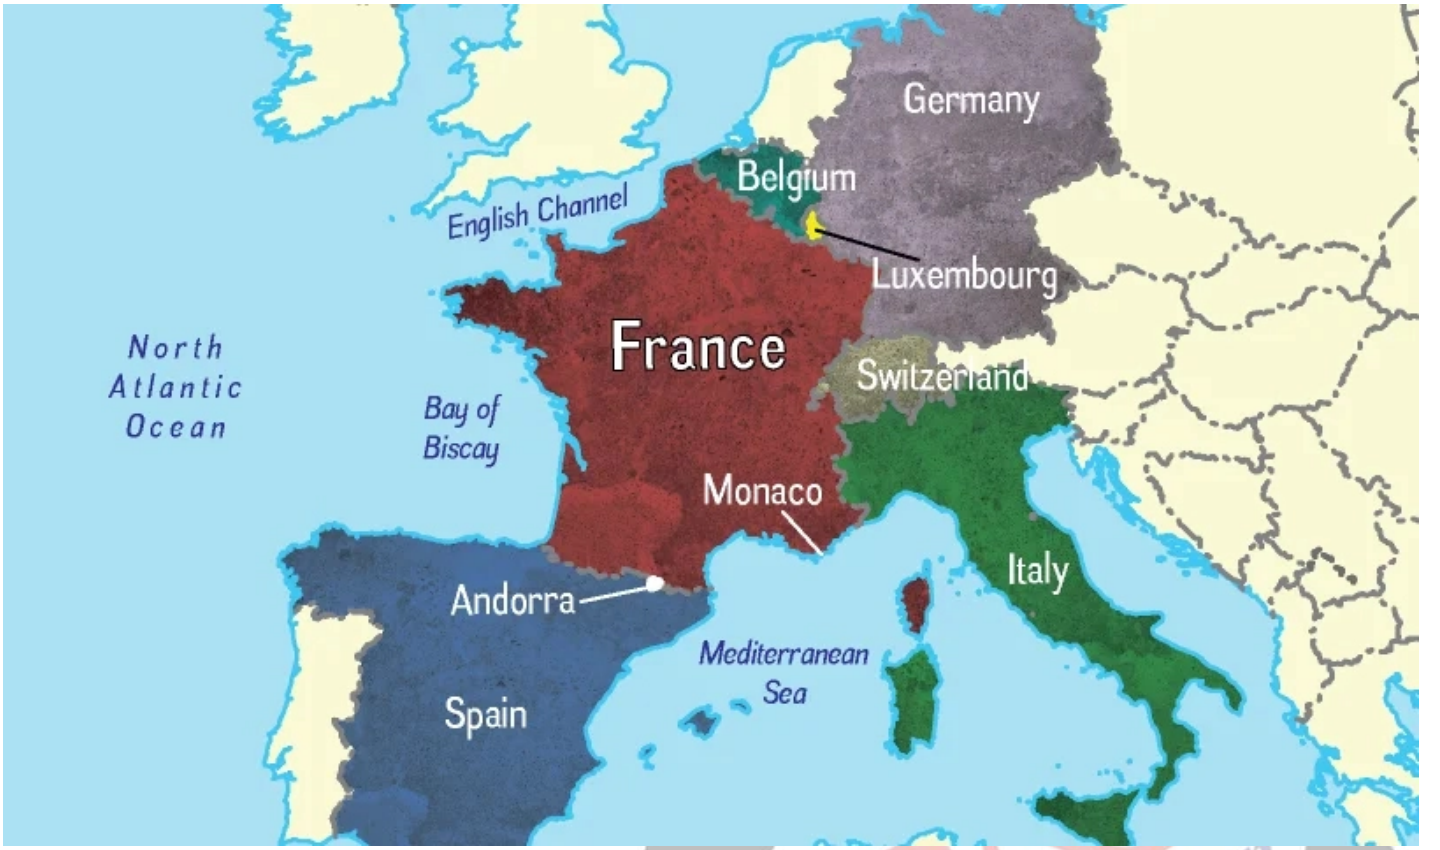 Germany
Belgium
English Channel
Luxembourg
France
North
Atlantic
Ocean
Switzerland
Bay of
Biscay
Monaco
Italy
Andorra
Mediterranean
Sea
Spain